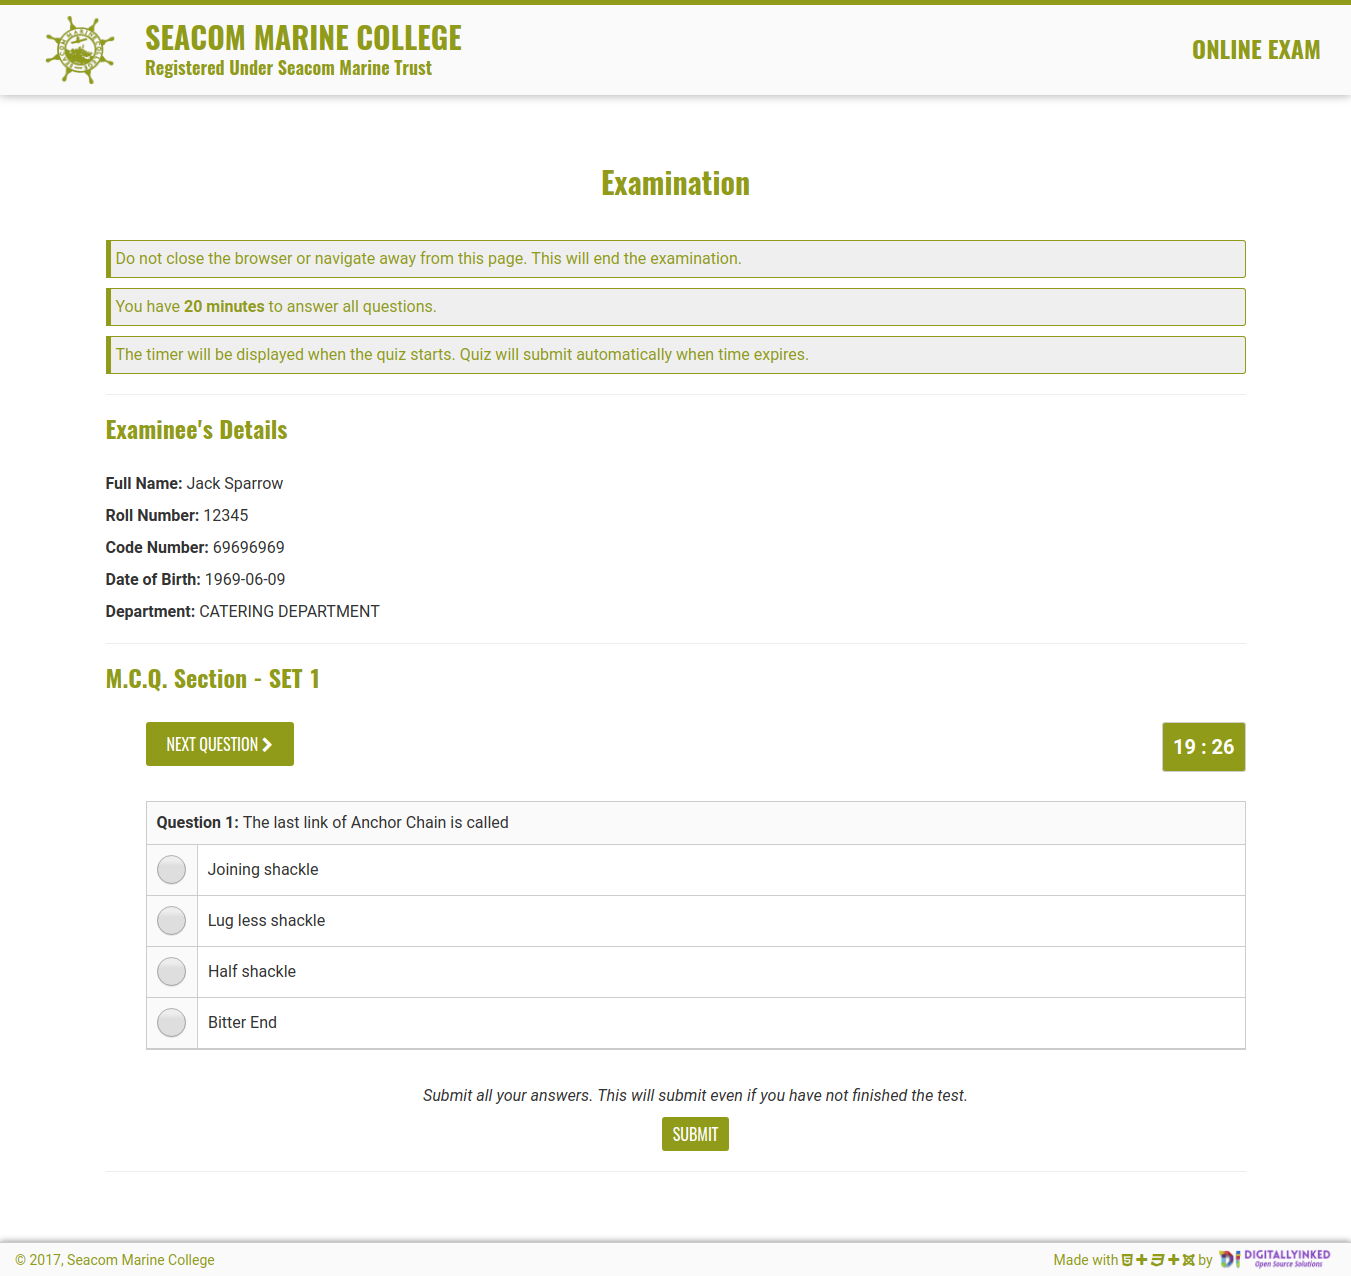 SEACOM MARINE COLLEGE
Registered Under Seacom Marine Trust
ONLINE EXAM
Examination
Do not close the browser or navigate away from this page. This will end the examination.
You have 20 minutes to answer all questions.
The timer will be displayed when the quiz starts. Quiz will submit automatically when time expires.
Examinee's Details
Full Name: Jack Sparrow
Roll Number: 12345
Code Number: 69696969
Date of Birth: 1969-06-09
Department: CATERING DEPARTMENT
M.C.Q. Section - SET 1
NEXT QUESTION
19 : 26
Question 1: The last link of Anchor Chain is called
Joining shackle
Lug less shackle
Half shackle
Bitter End
Submit all your answers. This will submit even if you have not finished the test.
SUBMIT
© 2017, Seacom Marine College
Made with + + by DIGITALLYINKED
Open Source Solutions